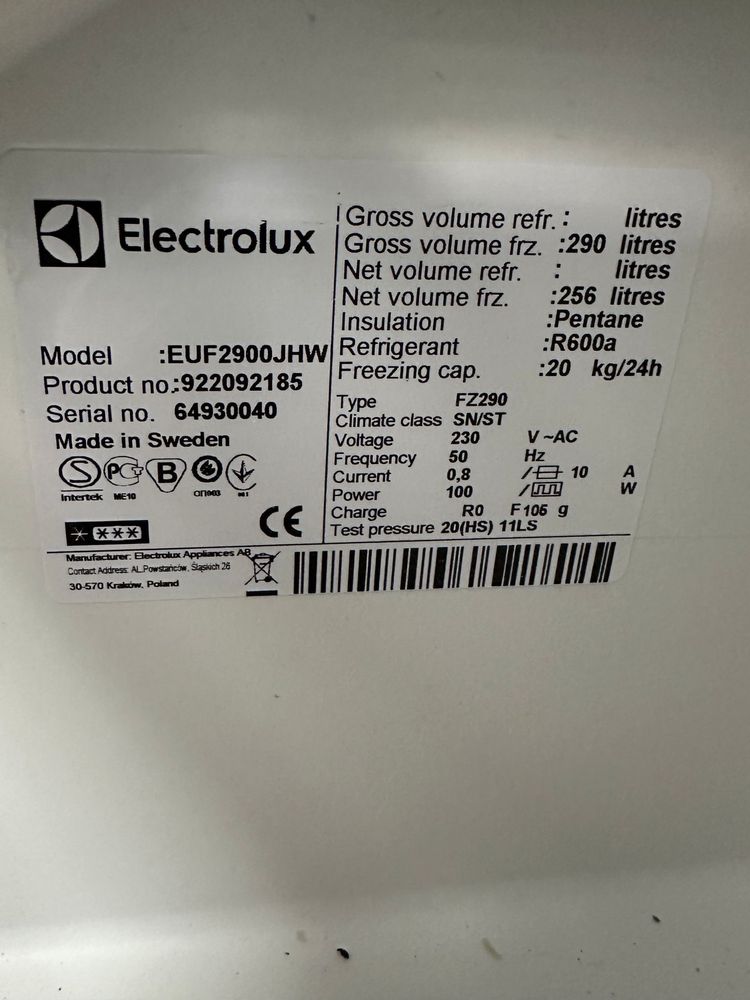 Electrolux
Model :EUF2900JHW
Product no.:922092185
Serial no. 64930040
Made in Sweden
S PG B
Intertek ME10 ОП003 001
****
CE
Gross volume refr. : litres
Gross volume frz. :290 litres
Net volume refr. : litres
Net volume frz. :256 litres
Insulation :Pentane
Refrigerant :R600a
Freezing cap. :20 kg/24h
Type FZ290
Climate class SN/ST
Voltage 230 V ~AC
Frequency 50 Hz
Current 0,8 / 10 A
Power 100 / W
Charge R0 F 105 g
Test pressure 20(HS) 11LS
Manufacturer: Electrolux Appliances AB
Contact Address: AL.Powstańców, Śląskich 26
30-570 Kraków, Poland